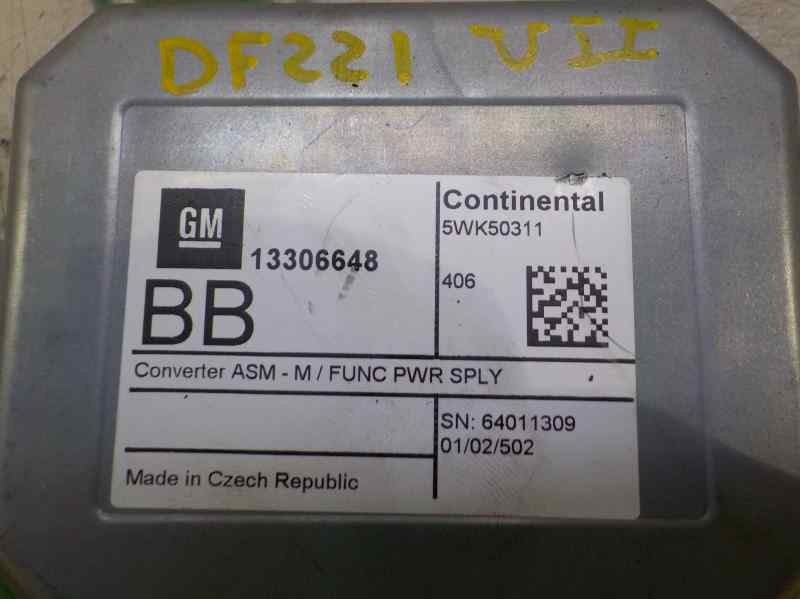 DF221 VII
GM
13306648
BB
Continental
5WK50311
406
Converter ASM - M / FUNC PWR SPLY
SN: 64011309
01/02/502
Made in Czech Republic